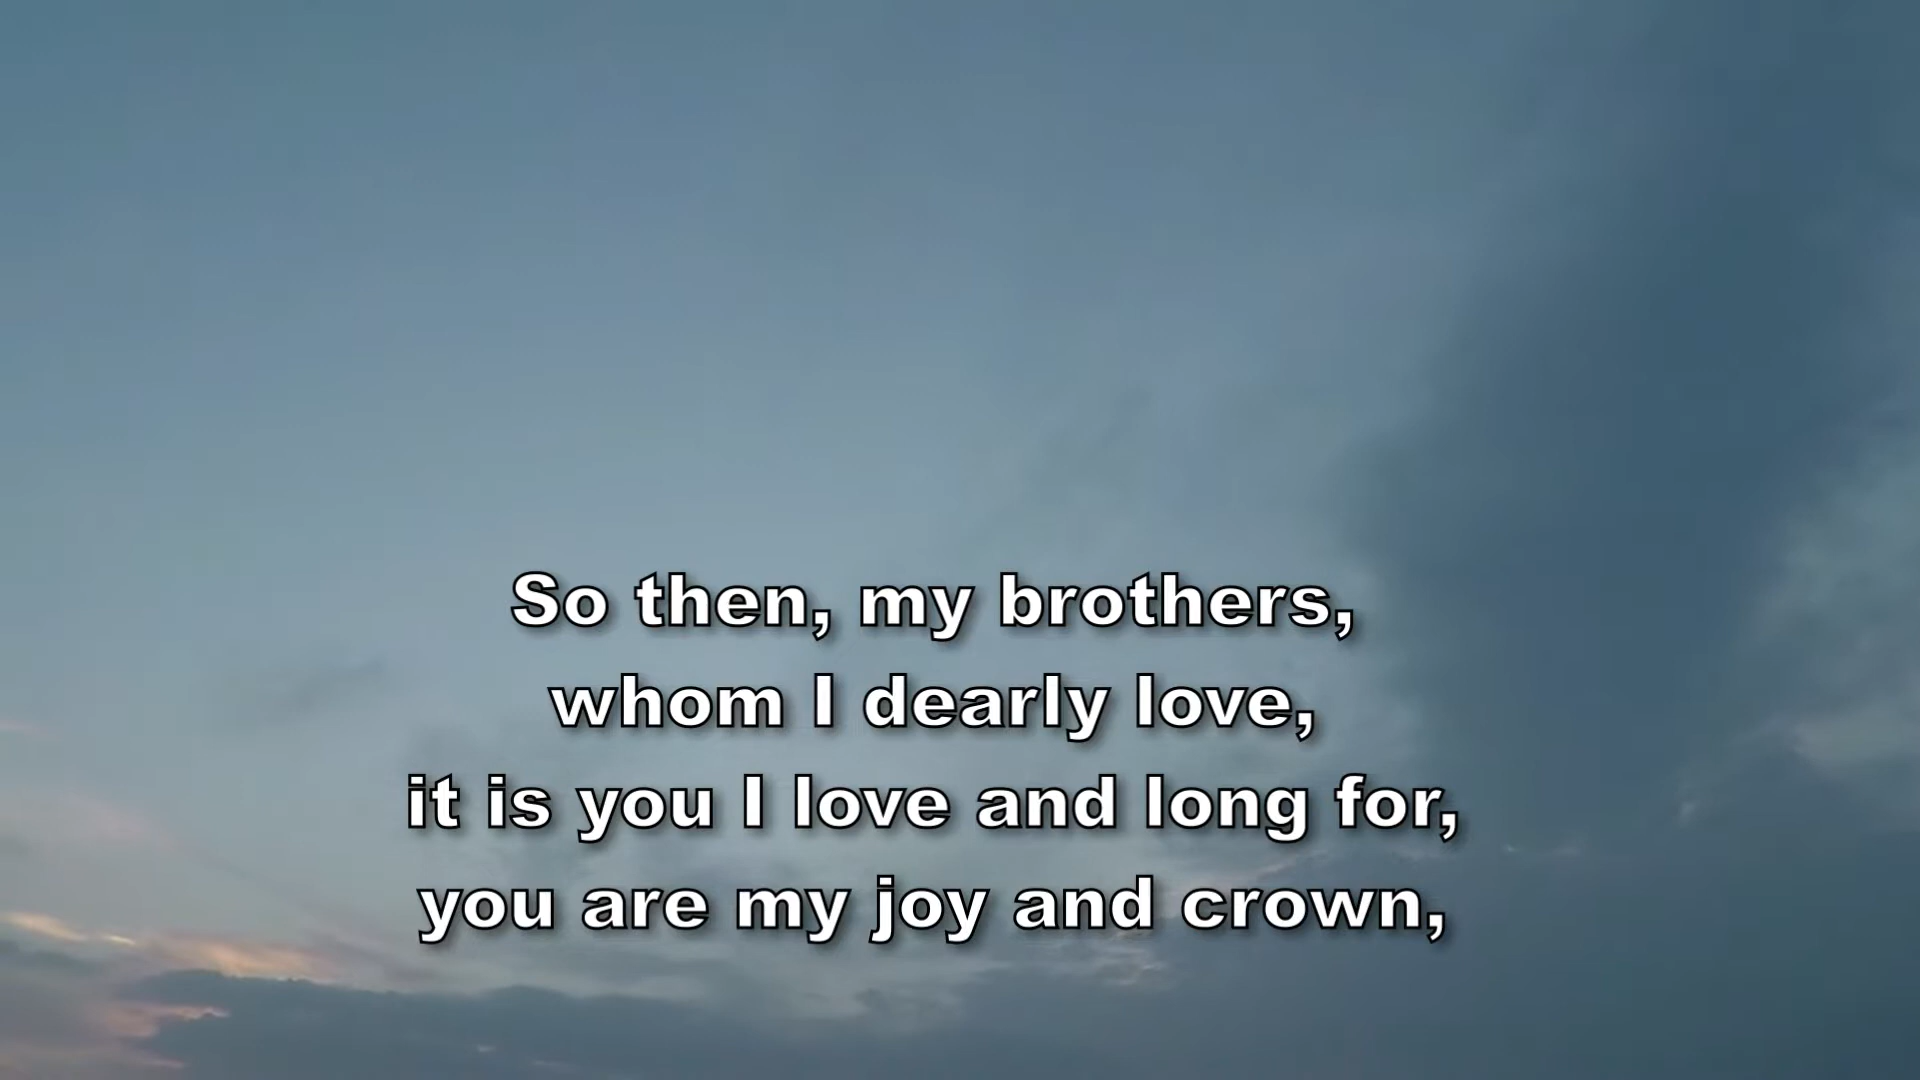 So then, my brothers,
whom I dearly love,
it is you I love and long for,
you are my joy and crown,